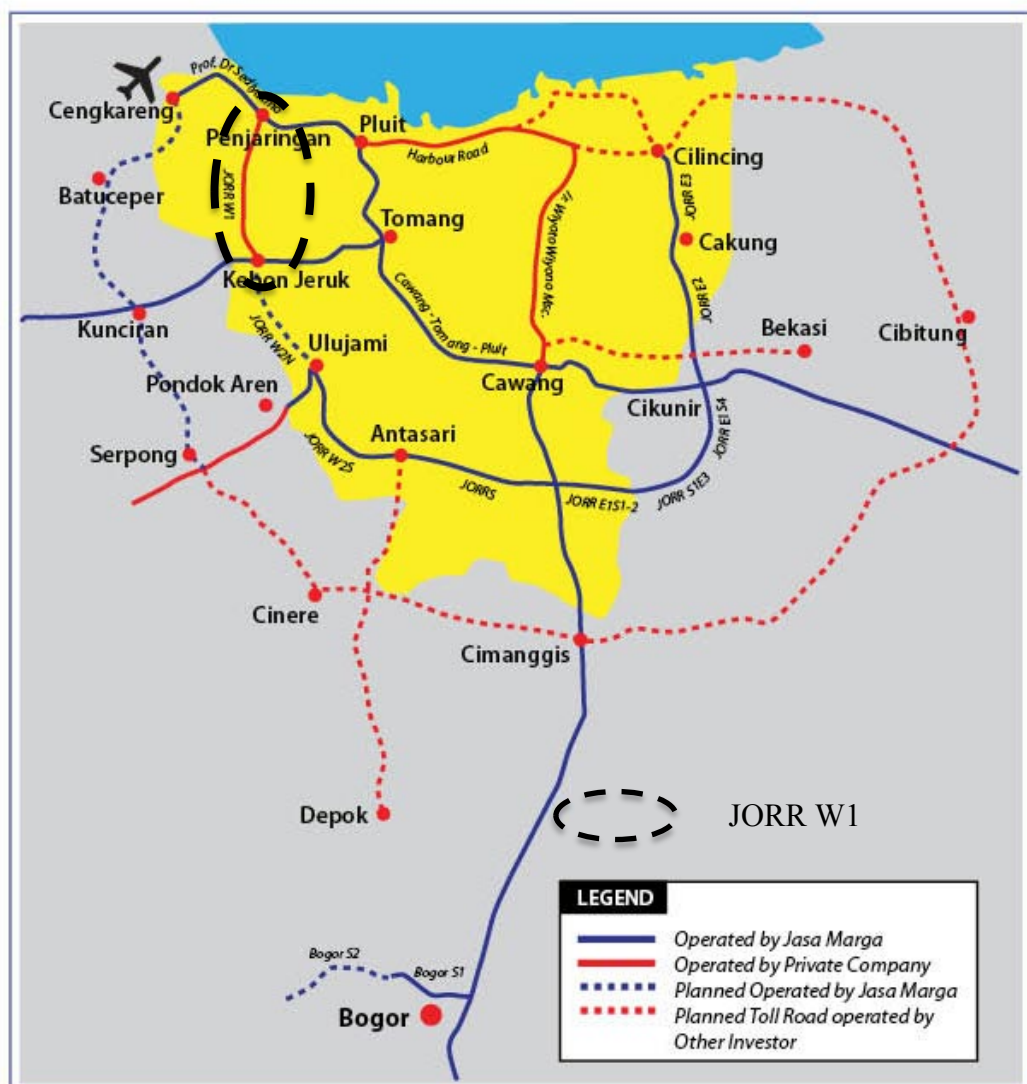 Prof. Dr Sediyatmo
Cengkareng
Penjaringan
Pluit
Harbour Road
Cilincing
JORR W1
JORR E3
Batuceper
Tomang
Ir. Wiyoto Wiyono Msc.
Cakung
Kebon Jeruk
Cawang - Tomang - Pluit
JORR E2
Kunciran
JORR W2N
Ulujami
Bekasi
Cibitung
Pondok Aren
Cawang
Cikunir
JORR E1 S4
Serpong
JORR W2S
Antasari
JORRS
JORR E1S1-2
JORR S1E3
Cinere
Cimanggis
Depok
JORR W1
LEGEND
Operated by Jasa Marga
Operated by Private Company
Planned Operated by Jasa Marga
Planned Toll Road operated by
Other Investor
Bogor S2
Bogor S1
Bogor